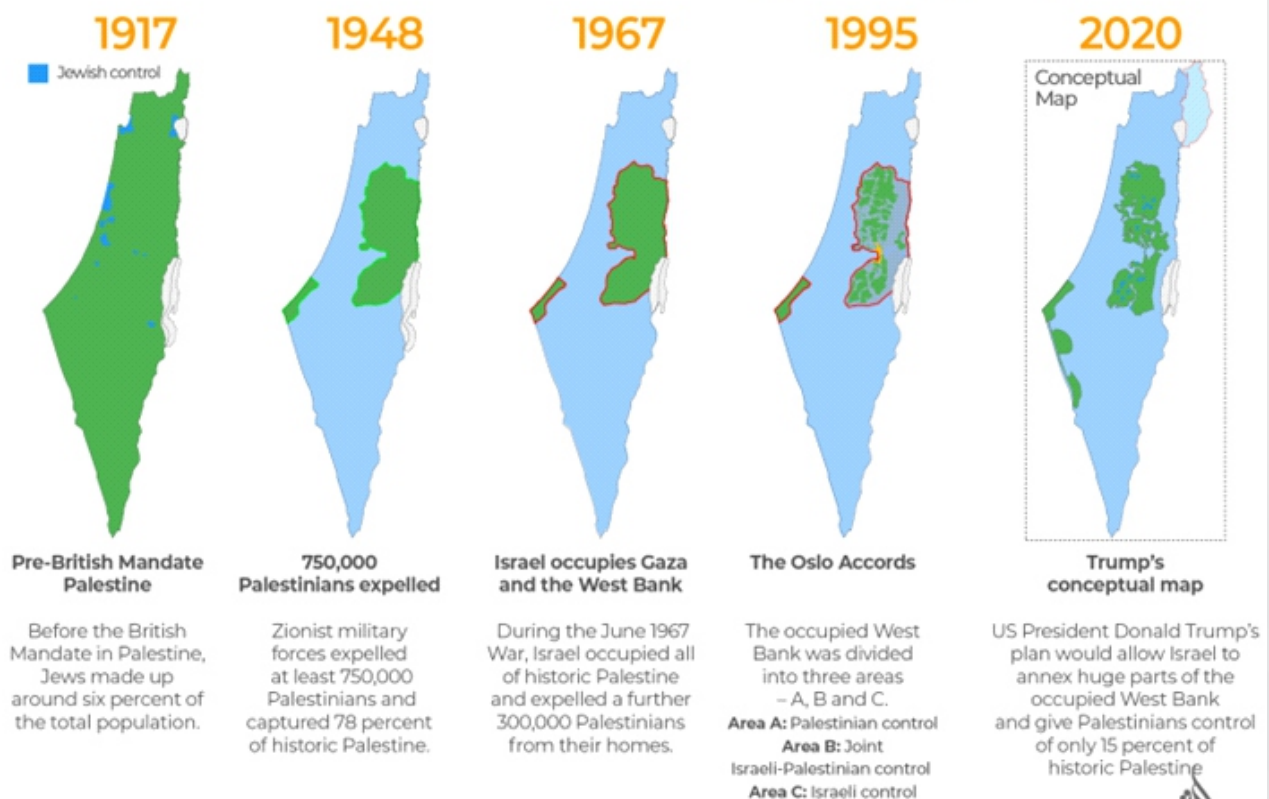 1917
Jewish control
Pre-British Mandate
Palestine
Before the British
Mandate in Palestine,
Jews made up
around six percent of
the total population.
1948
750,000
Palestinians expelled
Zionist military
forces expelled
at least 750,000
Palestinians and
captured 78 percent
of historic Palestine.
1967
Israel occupies Gaza
and the West Bank
During the June 1967
War, Israel occupied all
of historic Palestine
and expelled a further
300,000 Palestinians
from their homes.
1995
The Oslo Accords
The occupied West
Bank was divided
into three areas
– A, B and C.
Area A: Palestinian control
Area B: Joint
Israeli-Palestinian control
Area C: Israeli control
2020
Conceptual
Map
Trump's
conceptual map
US President Donald Trump's
plan would allow Israel to
annex huge parts of the
occupied West Bank
and give Palestinians control
of only 15 percent of
historic Palestine